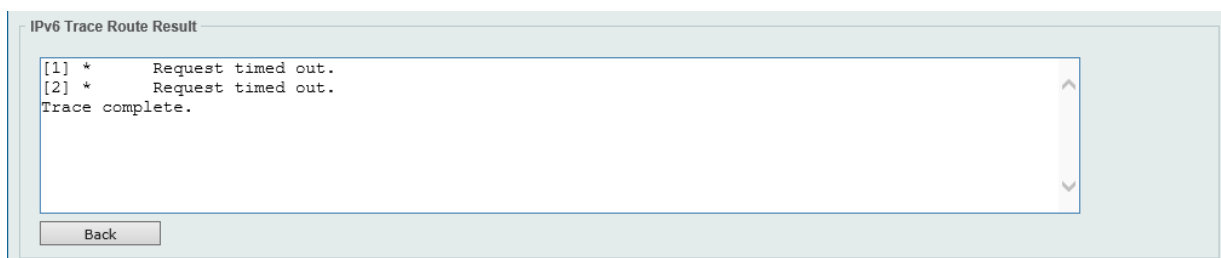 IPv6 Trace Route Result
[1] *      Request timed out.
[2] *      Request timed out.
Trace complete.
Back